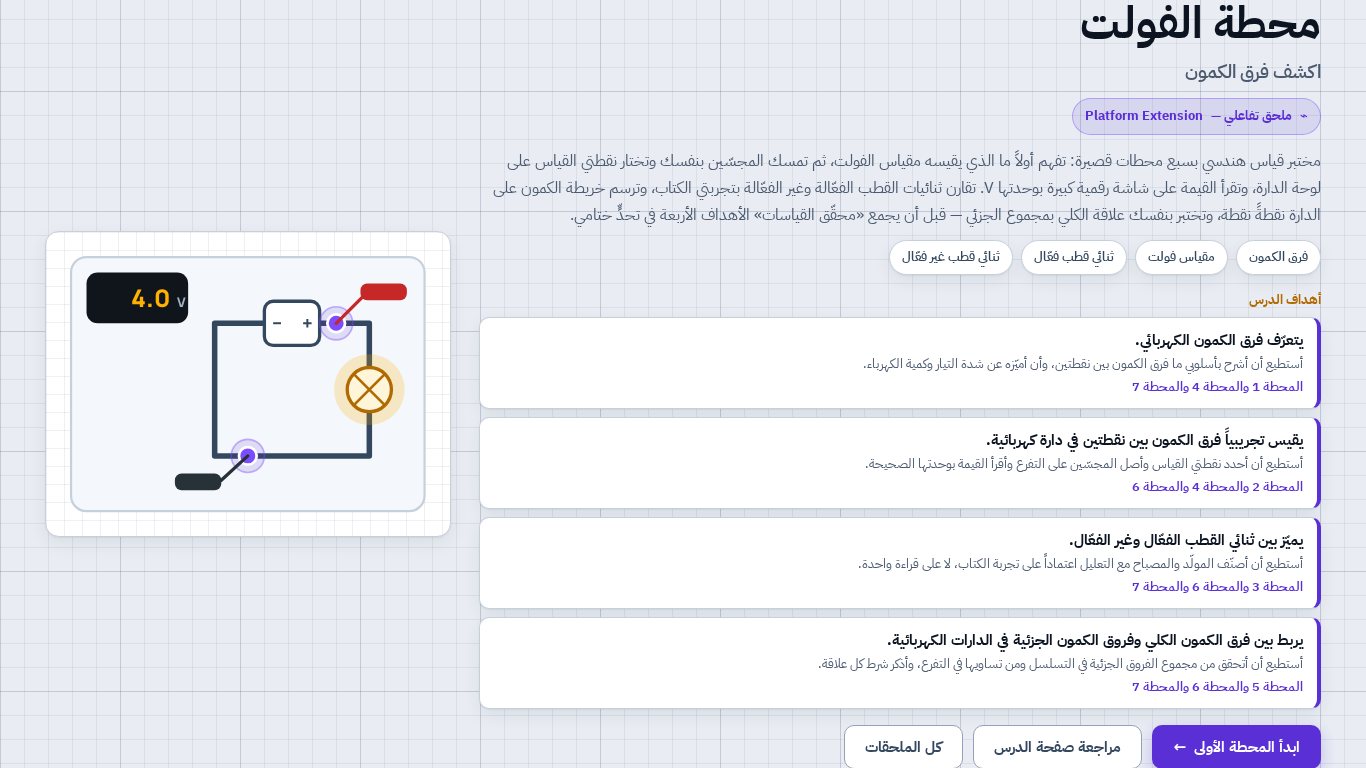 محطة الفولت
اكشف فرق الكمون
⌁ ملحق تفاعلي — Platform Extension
مختبر قياس هندسي بسبع محطات قصيرة: تفهم أولاً ما الذي يقيسه مقياس الفولت، ثم تمسك المجسّين بنفسك وتختار نقطتي القياس على
لوحة الدارة، وتقرأ القيمة على شاشة رقمية كبيرة بوحدتها V. تقارن ثنائيات القطب الفعّالة وغير الفعّالة بتجربتي الكتاب، وترسم خريطة الكمون على
الدارة نقطةً نقطة، وتختبر بنفسك علاقة الكلي بمجموع الجزئي — قبل أن يجمع «محقّق القياسات» الأهداف الأربعة في تحدٍّ ختامي.
فرق الكمون
مقياس فولت
ثنائي قطب فعّال
ثنائي قطب غير فعّال
أهداف الدرس
يتعرّف فرق الكمون الكهربائي.
أستطيع أن أشرح بأسلوبي ما فرق الكمون بين نقطتين، وأن أميّزه عن شدة التيار وكمية الكهرباء.
المحطة 1 والمحطة 4 والمحطة 7
يقيس تجريبياً فرق الكمون بين نقطتين في دارة كهربائية.
أستطيع أن أحدد نقطتي القياس وأصل المجسّين على التفرع وأقرأ القيمة بوحدتها الصحيحة.
المحطة 2 والمحطة 4 والمحطة 6
يميّز بين ثنائي القطب الفعّال وغير الفعّال.
أستطيع أن أصنّف المولّد والمصباح مع التعليل اعتماداً على تجربة الكتاب، لا على قراءة واحدة.
المحطة 3 والمحطة 6 والمحطة 7
يربط بين فرق الكمون الكلي وفروق الكمون الجزئية في الدارات الكهربائية.
أستطيع أن أتحقق من مجموع الفروق الجزئية في التسلسل ومن تساويها في التفرع، وأذكر شرط كل علاقة.
المحطة 5 والمحطة 6 والمحطة 7
ابدأ المحطة الأولى ←
مراجعة صفحة الدرس
كل الملحقات
4.0 V
− +